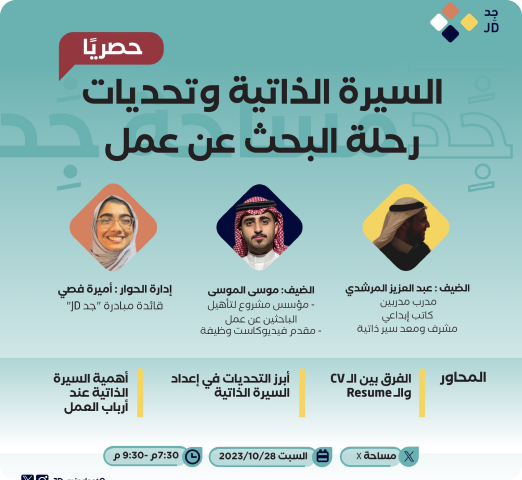 جد
JD
حصريًا
السيرة الذاتية وتحديات
رحلة البحث عن عمل
الضيف : عبد العزيز المرشدي
مدرب مدربين
كاتب إبداعي
مشرف ومعد سير ذاتية
الضيف: موسى الموسى
- مؤسس مشروع لتأهيل
الباحثين عن عمل
- مقدم فيديوكاست وظيفة
إدارة الحوار : أميرة فصي
قائدة مبادرة "جد JD"
المحاور
الفرق بين الـ CV
والـ Resume
أبرز التحديات في إعداد
السيرة الذاتية
أهمية السيرة
الذاتية عند
أرباب العمل
مساحة X
السبت 2023/10/28
7:30م -9:30 م